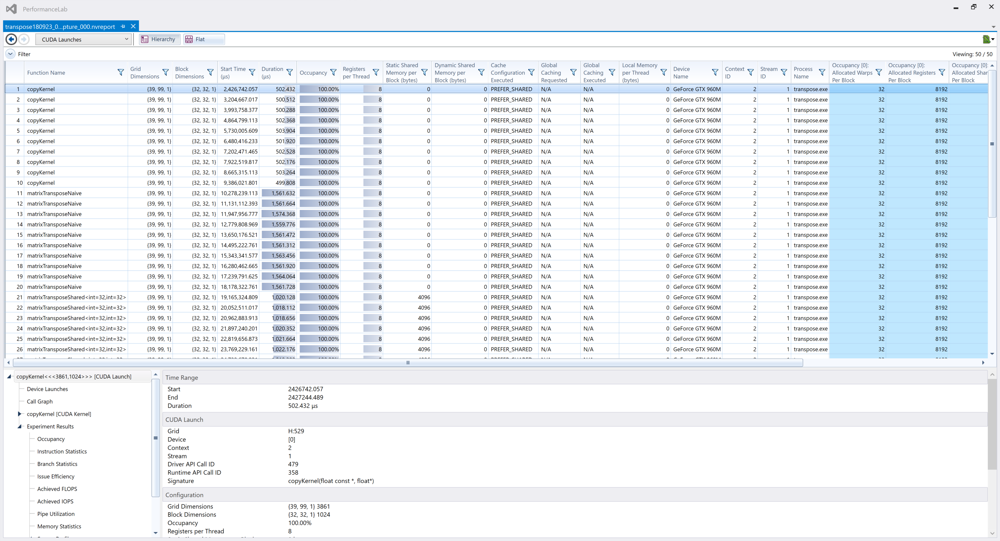 PerformanceLab
transpose180923_0...pture_000.nvreport
CUDA Launches Hierarchy Flat
Filter Viewing: 50 / 50
Function Name Grid Dimensions Block Dimensions Start Time (µs) Duration (µs) Occupancy Registers per Thread Static Shared Memory per Block (bytes) Dynamic Shared Memory per Block (bytes) Cache Configuration Executed Global Caching Requested Global Caching Executed Local Memory per Thread (bytes) Device Name Context ID Stream ID Process Name Occupancy [0]: Allocated Warps Per Block Occupancy [0]: Allocated Registers Per Block Occupancy [0]: Allocated Shar Per Block
1 copyKernel {39, 99, 1} {32, 32, 1} 2,426,742.057 502.432 100.00% 8 0 0 PREFER_SHARED N/A N/A 0 GeForce GTX 960M 2 1 transpose.exe 32 8192
2 copyKernel {39, 99, 1} {32, 32, 1} 3,204,667.017 500.512 100.00% 8 0 0 PREFER_SHARED N/A N/A 0 GeForce GTX 960M 2 1 transpose.exe 32 8192
3 copyKernel {39, 99, 1} {32, 32, 1} 3,993,758.377 500.288 100.00% 8 0 0 PREFER_SHARED N/A N/A 0 GeForce GTX 960M 2 1 transpose.exe 32 8192
4 copyKernel {39, 99, 1} {32, 32, 1} 4,864,799.113 502.368 100.00% 8 0 0 PREFER_SHARED N/A N/A 0 GeForce GTX 960M 2 1 transpose.exe 32 8192
5 copyKernel {39, 99, 1} {32, 32, 1} 5,730,005.609 503.904 100.00% 8 0 0 PREFER_SHARED N/A N/A 0 GeForce GTX 960M 2 1 transpose.exe 32 8192
6 copyKernel {39, 99, 1} {32, 32, 1} 6,480,416.233 501.920 100.00% 8 0 0 PREFER_SHARED N/A N/A 0 GeForce GTX 960M 2 1 transpose.exe 32 8192
7 copyKernel {39, 99, 1} {32, 32, 1} 7,202,471.465 502.528 100.00% 8 0 0 PREFER_SHARED N/A N/A 0 GeForce GTX 960M 2 1 transpose.exe 32 8192
8 copyKernel {39, 99, 1} {32, 32, 1} 7,922,519.817 502.176 100.00% 8 0 0 PREFER_SHARED N/A N/A 0 GeForce GTX 960M 2 1 transpose.exe 32 8192
9 copyKernel {39, 99, 1} {32, 32, 1} 8,665,315.113 503.264 100.00% 8 0 0 PREFER_SHARED N/A N/A 0 GeForce GTX 960M 2 1 transpose.exe 32 8192
10 copyKernel {39, 99, 1} {32, 32, 1} 9,386,021.801 499.808 100.00% 8 0 0 PREFER_SHARED N/A N/A 0 GeForce GTX 960M 2 1 transpose.exe 32 8192
11 matrixTransposeNaive {39, 99, 1} {32, 32, 1} 10,278,239.113 1,561.632 100.00% 8 0 0 PREFER_SHARED N/A N/A 0 GeForce GTX 960M 2 1 transpose.exe 32 8192
12 matrixTransposeNaive {39, 99, 1} {32, 32, 1} 11,131,112.393 1,561.664 100.00% 8 0 0 PREFER_SHARED N/A N/A 0 GeForce GTX 960M 2 1 transpose.exe 32 8192
13 matrixTransposeNaive {39, 99, 1} {32, 32, 1} 11,947,956.777 1,574.368 100.00% 8 0 0 PREFER_SHARED N/A N/A 0 GeForce GTX 960M 2 1 transpose.exe 32 8192
14 matrixTransposeNaive {39, 99, 1} {32, 32, 1} 12,779,808.969 1,559.776 100.00% 8 0 0 PREFER_SHARED N/A N/A 0 GeForce GTX 960M 2 1 transpose.exe 32 8192
15 matrixTransposeNaive {39, 99, 1} {32, 32, 1} 13,650,176.521 1,561.472 100.00% 8 0 0 PREFER_SHARED N/A N/A 0 GeForce GTX 960M 2 1 transpose.exe 32 8192
16 matrixTransposeNaive {39, 99, 1} {32, 32, 1} 14,495,222.761 1,561.312 100.00% 8 0 0 PREFER_SHARED N/A N/A 0 GeForce GTX 960M 2 1 transpose.exe 32 8192
17 matrixTransposeNaive {39, 99, 1} {32, 32, 1} 15,343,341.577 1,563.456 100.00% 8 0 0 PREFER_SHARED N/A N/A 0 GeForce GTX 960M 2 1 transpose.exe 32 8192
18 matrixTransposeNaive {39, 99, 1} {32, 32, 1} 16,280,462.665 1,561.920 100.00% 8 0 0 PREFER_SHARED N/A N/A 0 GeForce GTX 960M 2 1 transpose.exe 32 8192
19 matrixTransposeNaive {39, 99, 1} {32, 32, 1} 17,239,791.625 1,564.064 100.00% 8 0 0 PREFER_SHARED N/A N/A 0 GeForce GTX 960M 2 1 transpose.exe 32 8192
20 matrixTransposeNaive {39, 99, 1} {32, 32, 1} 18,178,322.761 1,561.728 100.00% 8 0 0 PREFER_SHARED N/A N/A 0 GeForce GTX 960M 2 1 transpose.exe 32 8192
21 matrixTransposeShared<int=32,int=32> {39, 99, 1} {32, 32, 1} 19,165,324.809 1,020.128 100.00% 8 4096 0 PREFER_SHARED N/A N/A 0 GeForce GTX 960M 2 1 transpose.exe 32 8192
22 matrixTransposeShared<int=32,int=32> {39, 99, 1} {32, 32, 1} 20,052,511.017 1,018.112 100.00% 8 4096 0 PREFER_SHARED N/A N/A 0 GeForce GTX 960M 2 1 transpose.exe 32 8192
23 matrixTransposeShared<int=32,int=32> {39, 99, 1} {32, 32, 1} 20,962,883.913 1,018.656 100.00% 8 4096 0 PREFER_SHARED N/A N/A 0 GeForce GTX 960M 2 1 transpose.exe 32 8192
24 matrixTransposeShared<int=32,int=32> {39, 99, 1} {32, 32, 1} 21,897,240.201 1,020.352 100.00% 8 4096 0 PREFER_SHARED N/A N/A 0 GeForce GTX 960M 2 1 transpose.exe 32 8192
25 matrixTransposeShared<int=32,int=32> {39, 99, 1} {32, 32, 1} 22,819,656.873 1,021.664 100.00% 8 4096 0 PREFER_SHARED N/A N/A 0 GeForce GTX 960M 2 1 transpose.exe 32 8192
26 matrixTransposeShared<int=32,int=32> {39, 99, 1} {32, 32, 1} 23,769,229.161 1,022.176 100.00% 8 4096 0 PREFER_SHARED N/A N/A 0 GeForce GTX 960M 2 1 transpose.exe 32 8192
copyKernel<<<3861,1024>>> [CUDA Launch]
Device Launches
Call Graph
copyKernel [CUDA Kernel]
Experiment Results
Occupancy
Instruction Statistics
Branch Statistics
Issue Efficiency
Achieved FLOPS
Achieved IOPS
Pipe Utilization
Memory Statistics
Time Range
Start 2426742.057
End 2427244.489
Duration 502.432 µs
CUDA Launch
Grid H:529
Device [0]
Context 2
Stream 1
Driver API Call ID 479
Runtime API Call ID 358
Signature copyKernel(float const *, float*)
Configuration
Grid Dimensions {39, 99, 1} 3861
Block Dimensions {32, 32, 1} 1024
Occupancy 100.00%
Registers per Thread 8